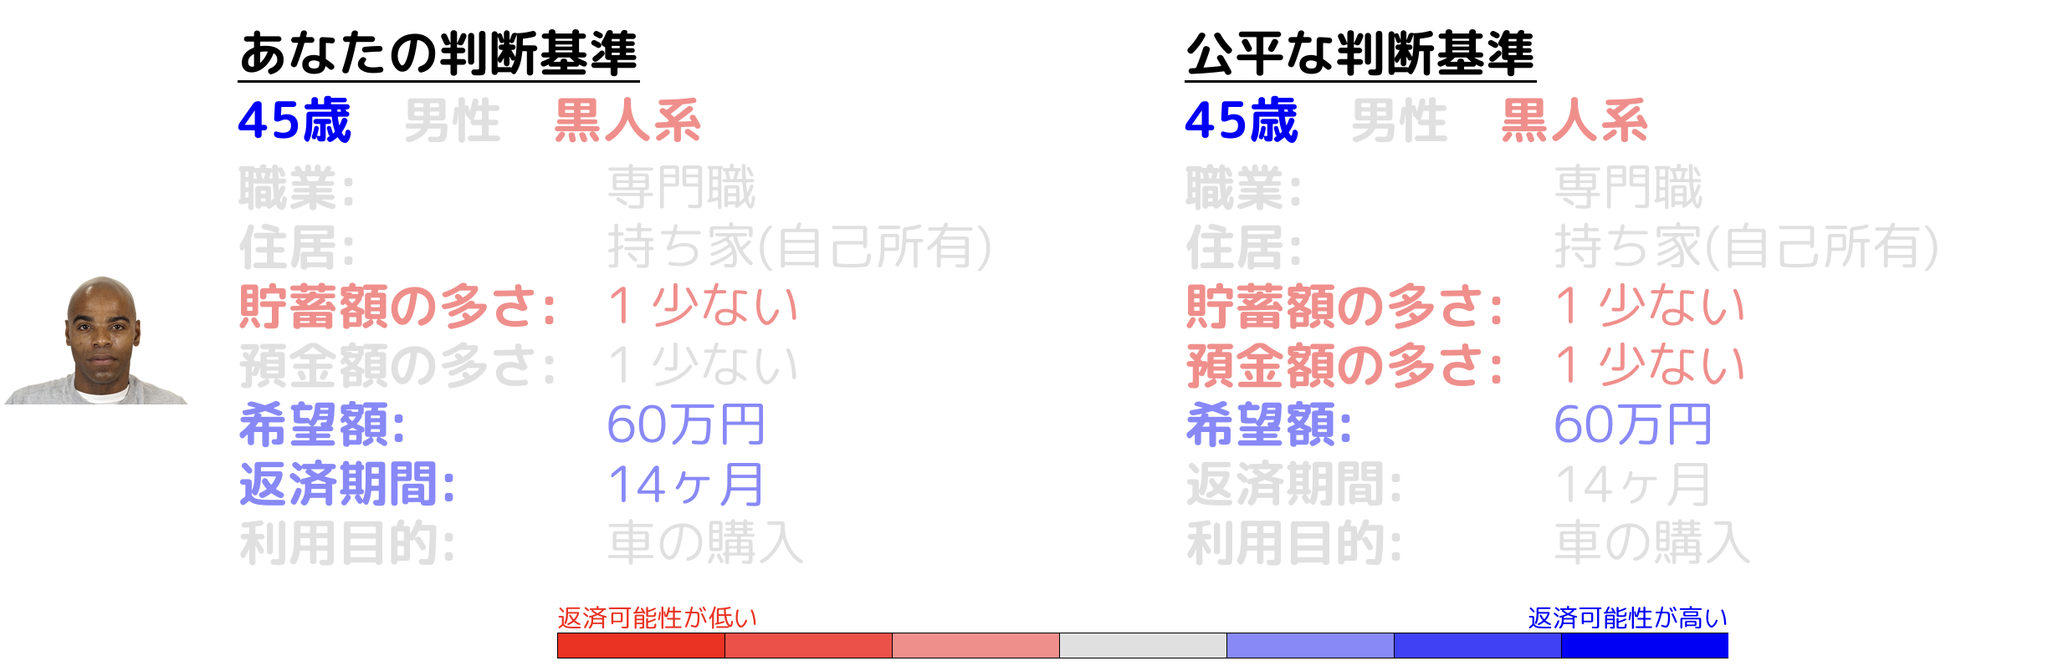 あなたの判断基準
45歳 男性 黒人系
職業: 専門職
住居: 持ち家(自己所有)
貯蓄額の多さ: 1 少ない
預金額の多さ: 1 少ない
希望額: 60万円
返済期間: 14ヶ月
利用目的: 車の購入
公平な判断基準
45歳 男性 黒人系
職業: 専門職
住居: 持ち家(自己所有)
貯蓄額の多さ: 1 少ない
預金額の多さ: 1 少ない
希望額: 60万円
返済期間: 14ヶ月
利用目的: 車の購入
返済可能性が低い
返済可能性が高い